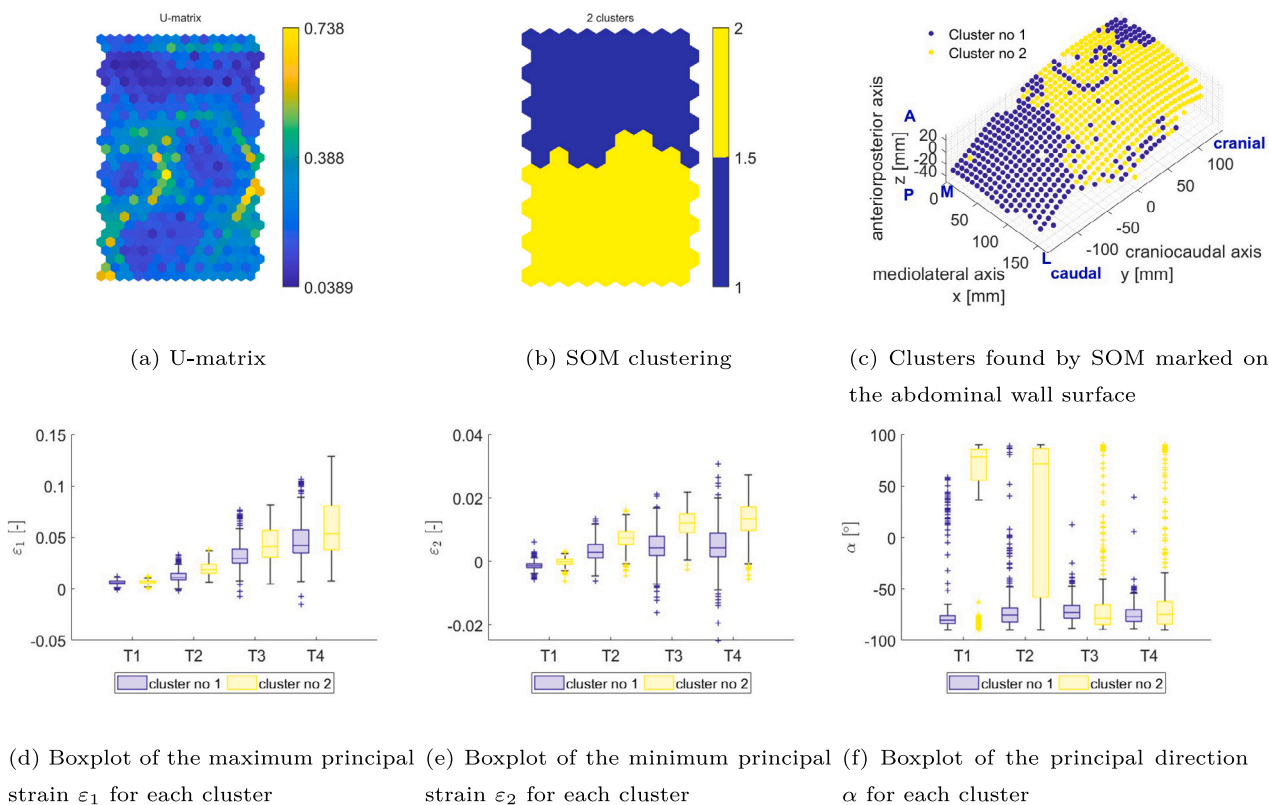 U-matrix
0.738
0.388
0.0389
(a) U-matrix
2 clusters
2
1.5
1
(b) SOM clustering
Cluster no 1
Cluster no 2
anteriorposterior axis
z [mm]
A
P
20
0
-20
-40
M
0
50
100
150
mediolateral axis
x [mm]
L
caudal
-100
-50
0
50
100
cranial
craniocaudal axis
y [mm]
(c) Clusters found by SOM marked on
the abdominal wall surface
ε1 [-]
0.15
0.1
0.05
0
-0.05
T1 T2 T3 T4
cluster no 1 cluster no 2
(d) Boxplot of the maximum principal
strain ε1 for each cluster
ε2 [-]
0.04
0.02
0
-0.02
T1 T2 T3 T4
cluster no 1 cluster no 2
(e) Boxplot of the minimum principal
strain ε2 for each cluster
α [°]
100
50
0
-50
-100
T1 T2 T3 T4
cluster no 1 cluster no 2
(f) Boxplot of the principal direction
α for each cluster